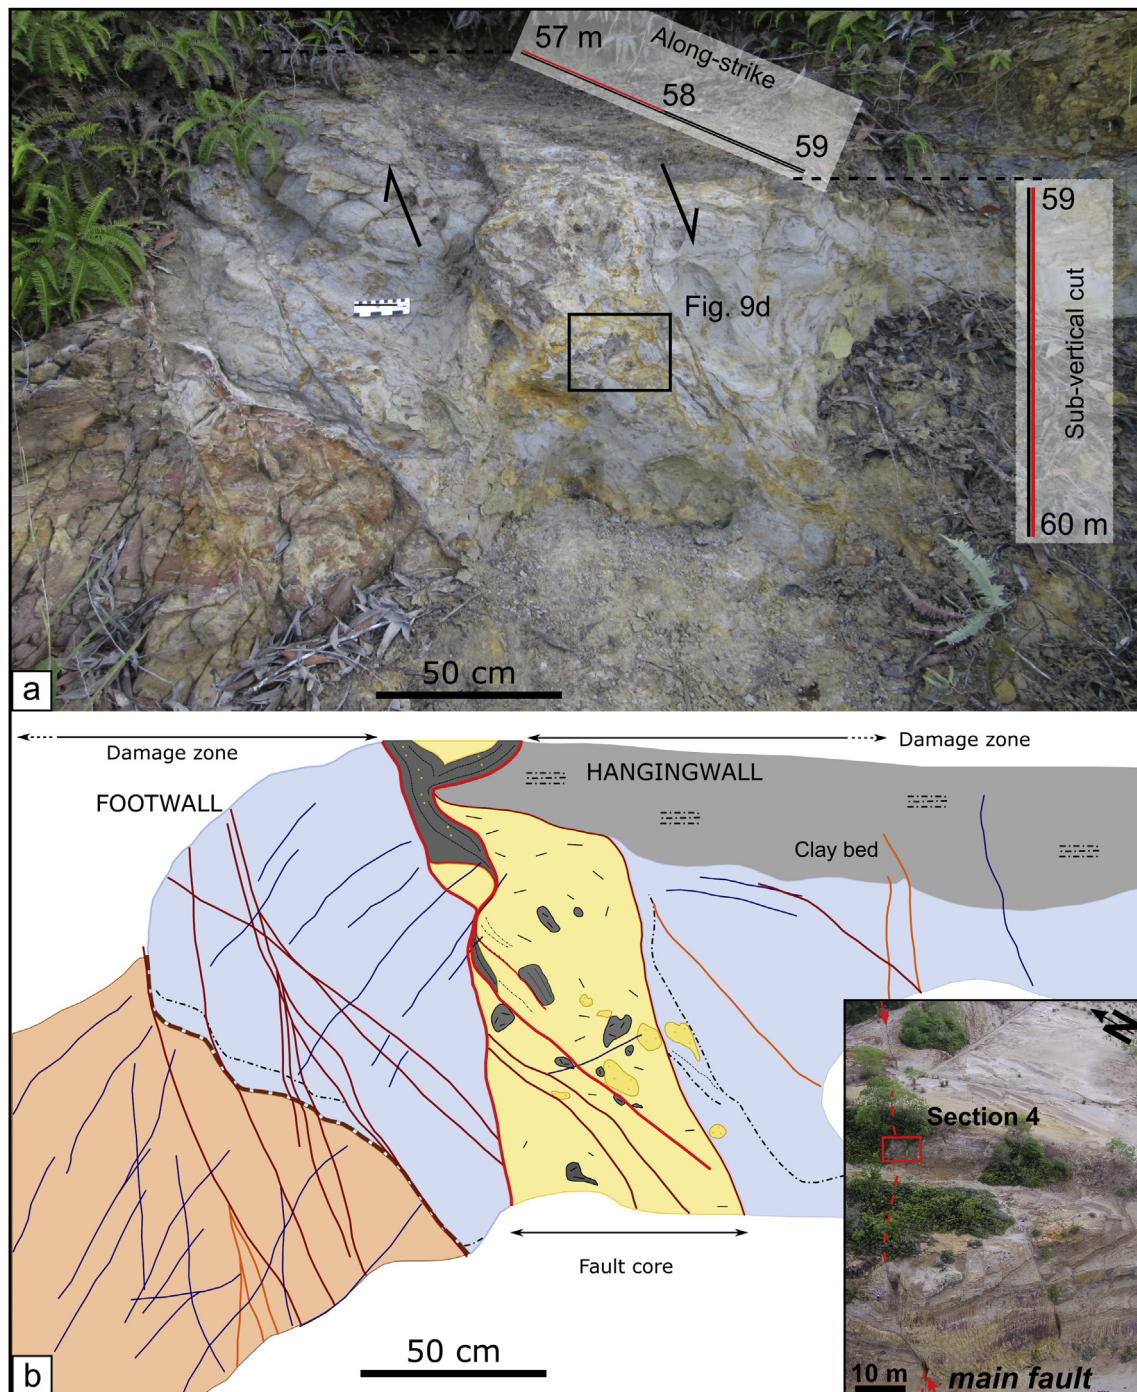 57 m
Along-strike
58
59
59
Sub-vertical cut
60 m
Fig. 9d
50 cm
a
Damage zone
Damage zone
FOOTWALL
HANGINGWALL
Clay bed
Fault core
50 cm
b
N
Section 4
10 m
main fault